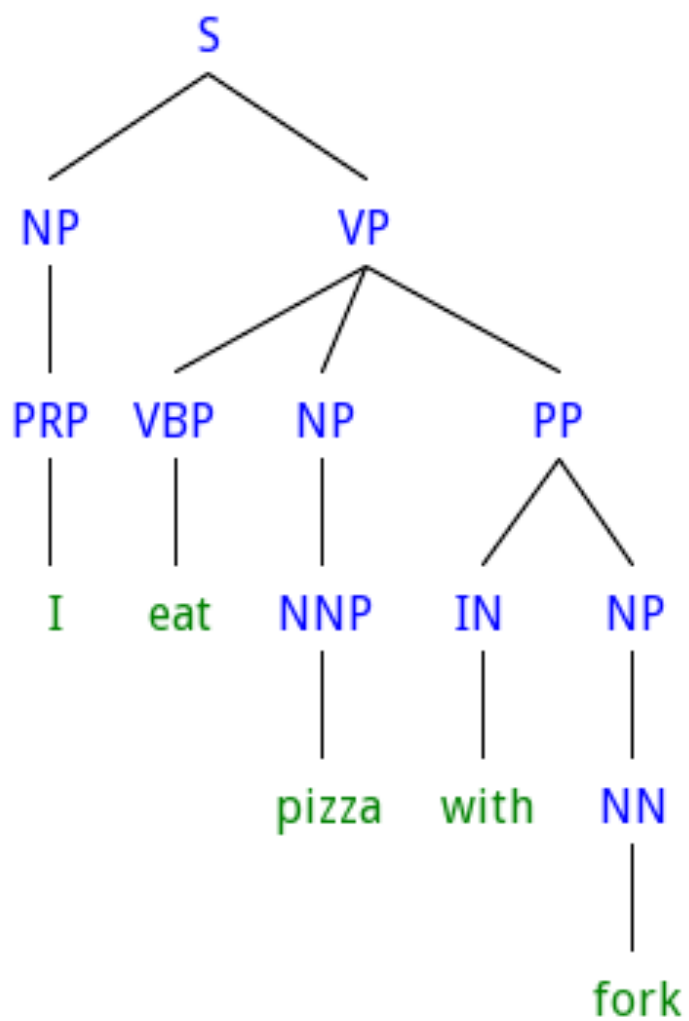 S
NP VP
PRP VBP NP PP
I eat NNP IN NP
pizza with NN
fork